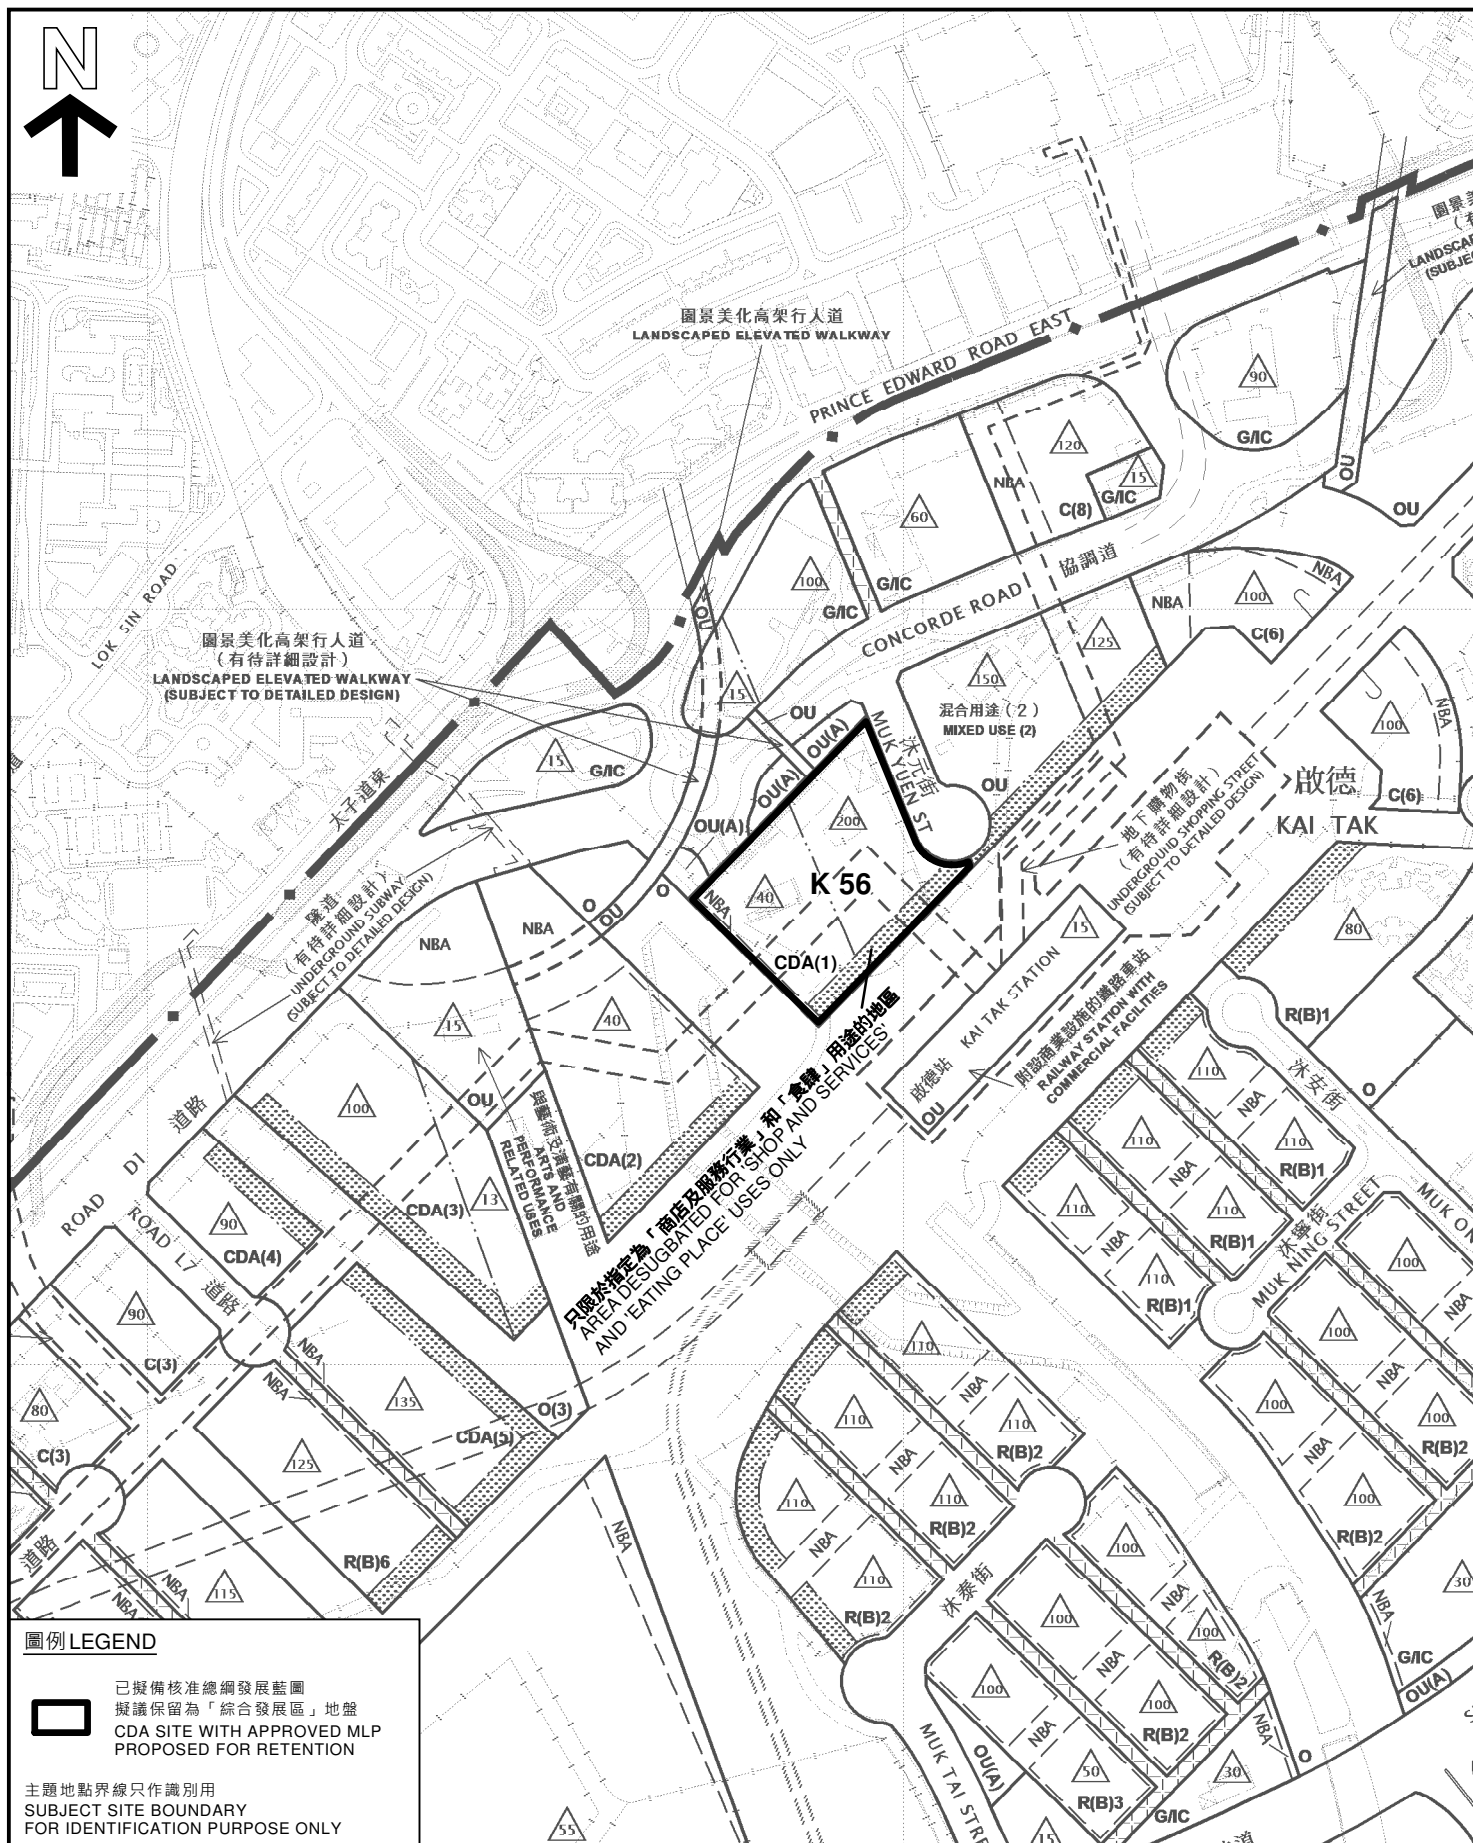 N
園景美化高架行人道
LANDSCAPED ELEVATED WALKWAY
PRINCE EDWARD ROAD EAST
LANDSCAP
(SUBJE
OU
90
G/IC
OU
120
NBA
15
G/IC
C(8)
60
G/IC
100
G/IC
CONCORDE ROAD 協調道
NBA
100
NBA
C(6)
125
150
混合用途(2)
MIXED USE (2)
OU
LOK SIN ROAD
園景美化高架行人道
(有待詳細設計)
LANDSCAPED ELEVATED WALKWAY
(SUBJECT TO DETAILED DESIGN)
OU
15
OU
OU(A)
OU(A)
OU(A)
沐元街
MUK YUEN ST
15
G/IC
太子道東
隧道
(有待詳細設計)
UNDERGROUND SUBWAY
(SUBJECT TO DETAILED DESIGN)
200
K 56
40
NBA
CDA(1)
地下購物街
(有待詳細設計)
UNDERGROUND SHOPPING STREET
(SUBJECT TO DETAILED DESIGN)
啟德
KAI TAK
100
NBA
C(6)
80
O
O
OU
NBA
NBA
15
40
100
OU
CDA(2)
CDA(3)
13
與藝術及演藝有關的用途
ARTS AND
PERFORMANCE
RELATED USES
只限於指定為「商店及服務行業」和「食肆」用途的地區
AREA DESUGBATED FOR 'SHOP AND SERVICES'
AND 'EATING PLACE' USES ONLY
15
啟德站 KAI TAK STATION
OU
附設商業設施的鐵路車站
RAILWAY STATION WITH
COMMERCIAL FACILITIES
R(B)1
沐安街
O
110
NBA
110
R(B)1
110
NBA
110
R(B)1
110
NBA
110
R(B)1
沐寧街
MUK NING STREET
MUK ON
ROAD D1 道路
ROAD L7 道路
90
CDA(4)
90
C(3)
80
C(3)
NBA
NBA
135
CDA(5)
O(3)
125
R(B)6
道路
NBA
NBA
115
NBA
110
NBA
110
R(B)2
110
NBA
110
R(B)2
110
NBA
110
R(B)2
100
NBA
100
NBA
100
R(B)2
100
NBA
100
R(B)2
30
NBA
G/IC
OU(A)
沐泰街
100
NBA
100
R(B)2
100
NBA
100
R(B)2
100
NBA
50
R(B)3
NBA
O
30
G/IC
OU(A)
MUK TAI STRE
15
55
圖例 LEGEND
已擬備核准總綱發展藍圖
擬議保留為「綜合發展區」地盤
CDA SITE WITH APPROVED MLP
PROPOSED FOR RETENTION
主題地點界線只作識別用
SUBJECT SITE BOUNDARY
FOR IDENTIFICATION PURPOSE ONLY